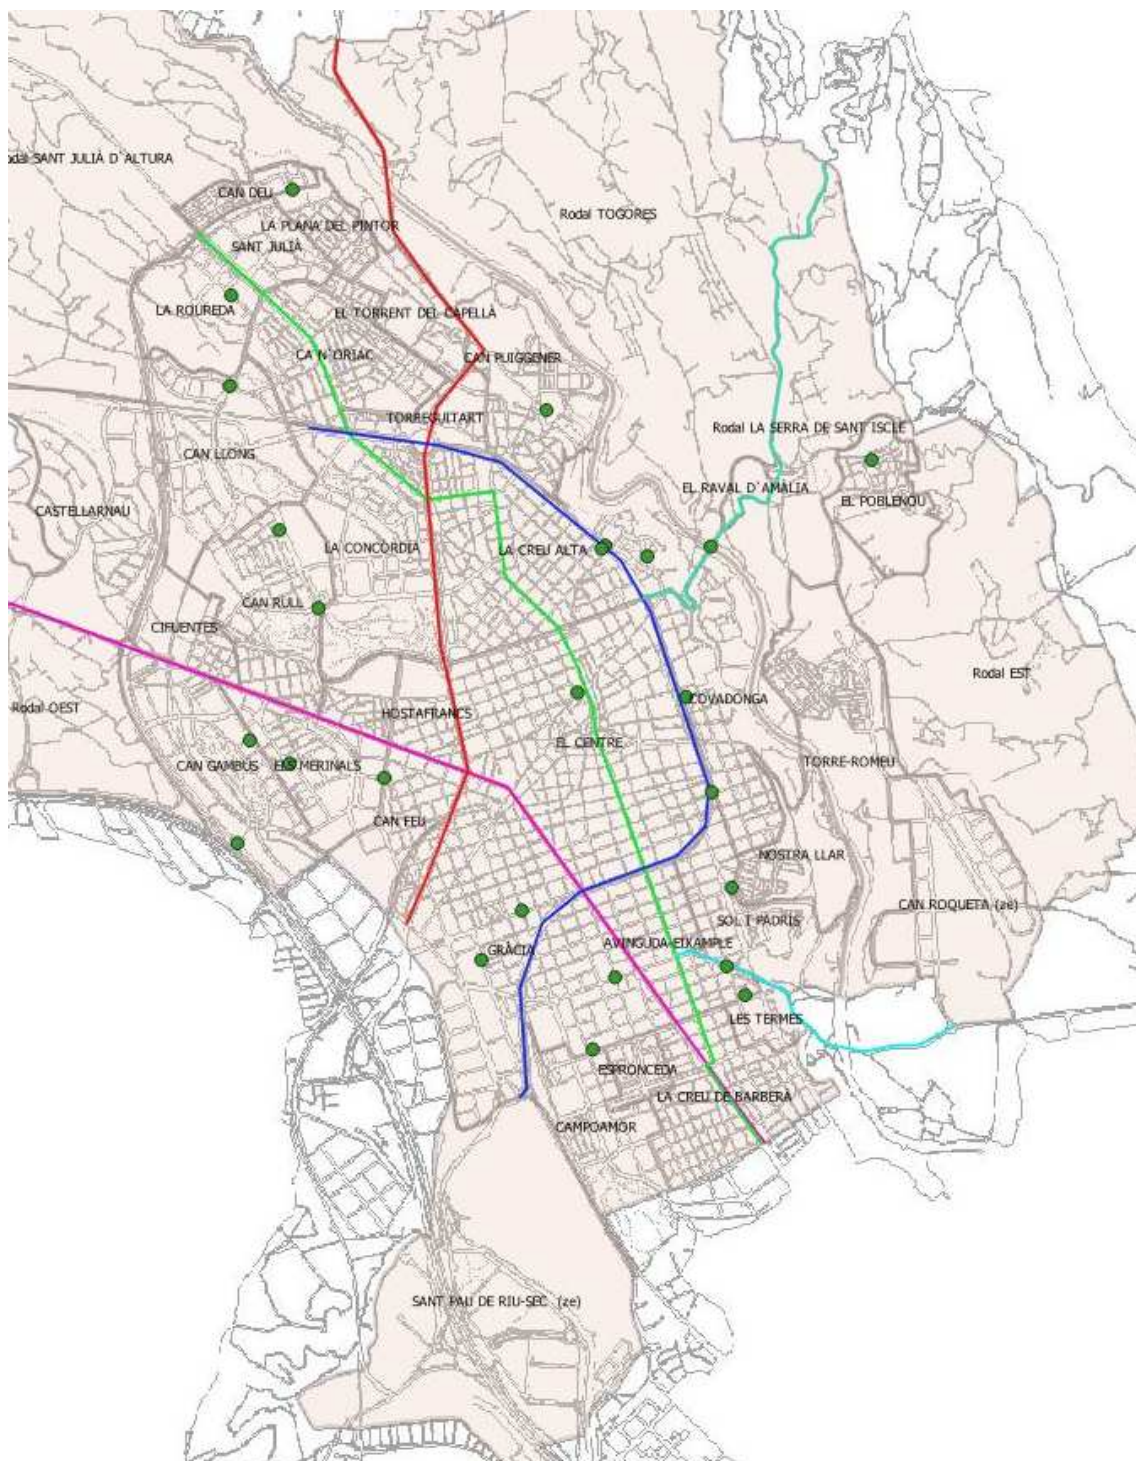 Rodal SANT JULIÀ D`ALTURA
CAN DEU
Rodal TOGORES
LA PLANA DEL PINTOR
SANT JULIÀ
LA ROUREDA
EL TORRENT DEL CAPELLÀ
CA N`ORIAC
CAN PUIGGENER
TORREGUITART
Rodal LA SERRA DE SANT ISCLE
CAN LLONG
EL RAVAL D`AMÀLIA
EL POBLENOU
CASTELLARNAU
LA CONCÒRDIA
LA CREU ALTA
CAN RULL
CIFUENTES
Rodal EST
COVADONGA
Rodal OEST
HOSTAFRANCS
EL CENTRE
CAN GAMBÚS
ELS MERINALS
TORRE-ROMEU
CAN FEU
NOSTRA LLAR
CAN ROQUETA (ze)
SOL I PADRÍS
AVINGUDA-EIXAMPLE
GRÀCIA
LES TERMES
ESPRONCEDA
LA CREU DE BARBERÀ
CAMPOAMOR
SANT PAU DE RIU-SEC (ze)